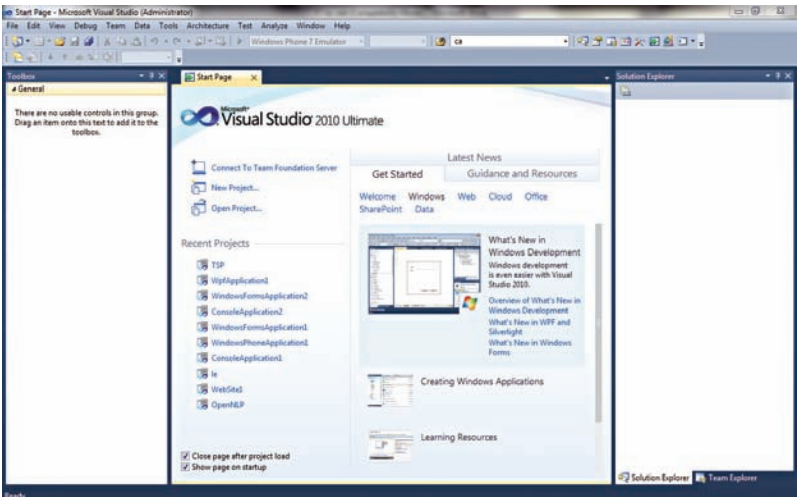 Start Page - Microsoft Visual Studio (Administrator)
File Edit View Debug Team Data Tools Architecture Test Analyze Window Help
Windows Phone 7 Emulator
ca
Toolbox
General
There are no usable controls in this group.
Drag an item onto this text to add it to the
toolbox.
Start Page
Microsoft
Visual Studio 2010 Ultimate
Connect To Team Foundation Server
New Project...
Open Project...
Recent Projects
TSP
WpfApplication1
WindowsFormsApplication2
ConsoleApplication2
WindowsFormsApplication1
WindowsPhoneApplication1
ConsoleApplication1
le
WebSite1
OpenNLP
Close page after project load
Show page on startup
Latest News
Get Started Guidance and Resources
Welcome Windows Web Cloud Office
SharePoint Data
What's New in
Windows Development
Windows development
is even easier with Visual
Studio 2010.
Overview of What's New in
Windows Development
What's New in WPF and
Silverlight
What's New in Windows
Forms
Creating Windows Applications
Learning Resources
Solution Explorer
Solution Explorer Team Explorer
Ready